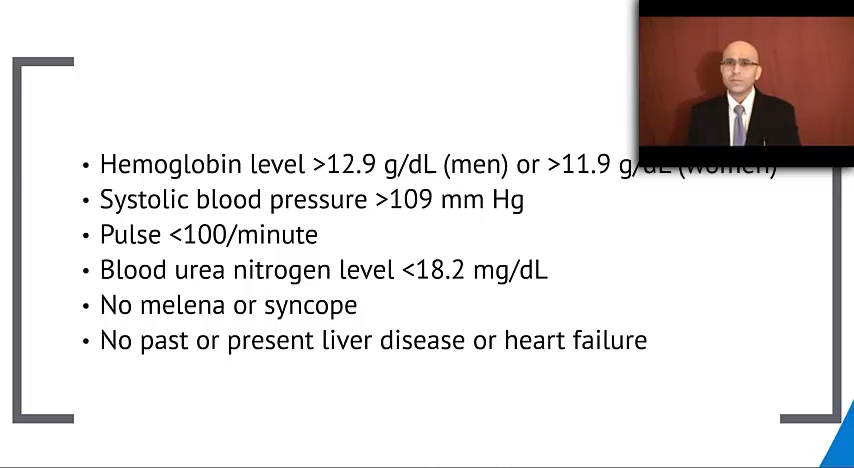 • Hemoglobin level >12.9 g/dL (men) or >11.9 g/dL (women)
• Systolic blood pressure >109 mm Hg
• Pulse <100/minute
• Blood urea nitrogen level <18.2 mg/dL
• No melena or syncope
• No past or present liver disease or heart failure